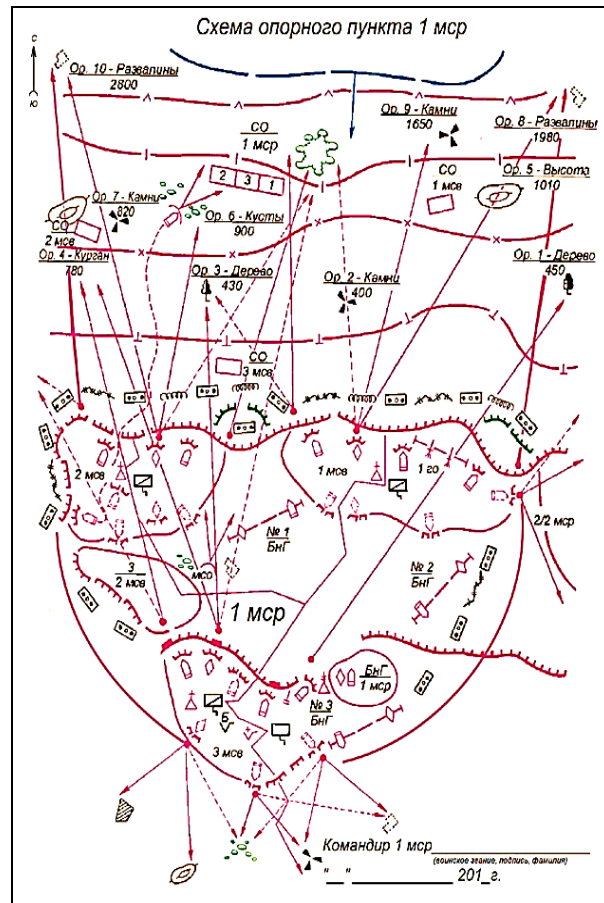 Схема опорного пункта 1 мср
с
ю
Ор. 10 - Развалины
2800
Ор. 9 - Камни
1650
Ор. 8 - Развалины
1980
СО
1 мср
2 3 1
СО
1 мсв
Ор. 5 - Высота
1010
Ор. 7 - Камни
820
Ор. 6 - Кусты
900
СО
2 мсв
Ор. 4 - Курган
780
Ор. 3 - Дерево
430
Ор. 2 - Камни
400
Ор. 1 - Дерево
450
СО
3 мсв
2 мсв
1 мсв
1 го
2/2 мср
№ 1
БнГ
№ 2
БнГ
3
2 мсв
мсо
1 мср
БнГ
1 мср
№ 3
БнГ
Б
3 мсв
Командир 1 мср
(воинское звание, подпись, фамилия)
"__" ____________ 201_г.